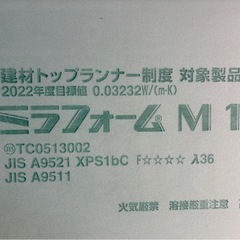 建材トップランナー制度 対象製品
2022年度目標値 0.03232W/(m·K)
ミラフォーム M1
JIS TC0513002
JIS A9521 XPS1bC F☆☆☆☆ λ36
JIS A9511
火気厳禁 溶接厳重注意